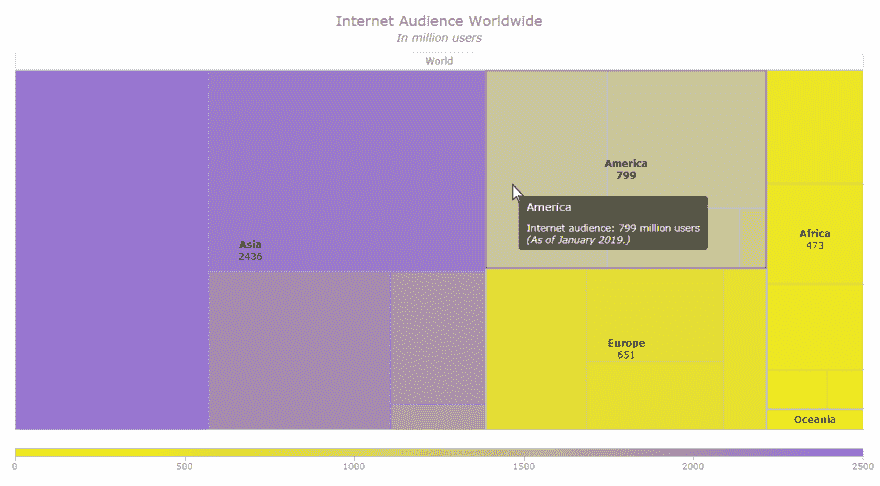 Internet Audience Worldwide
In million users
World
America
799
America
Internet audience: 799 million users
(As of January 2019.)
Asia
2436
Africa
473
Europe
651
Oceania
0 500 1000 1500 2000 2500